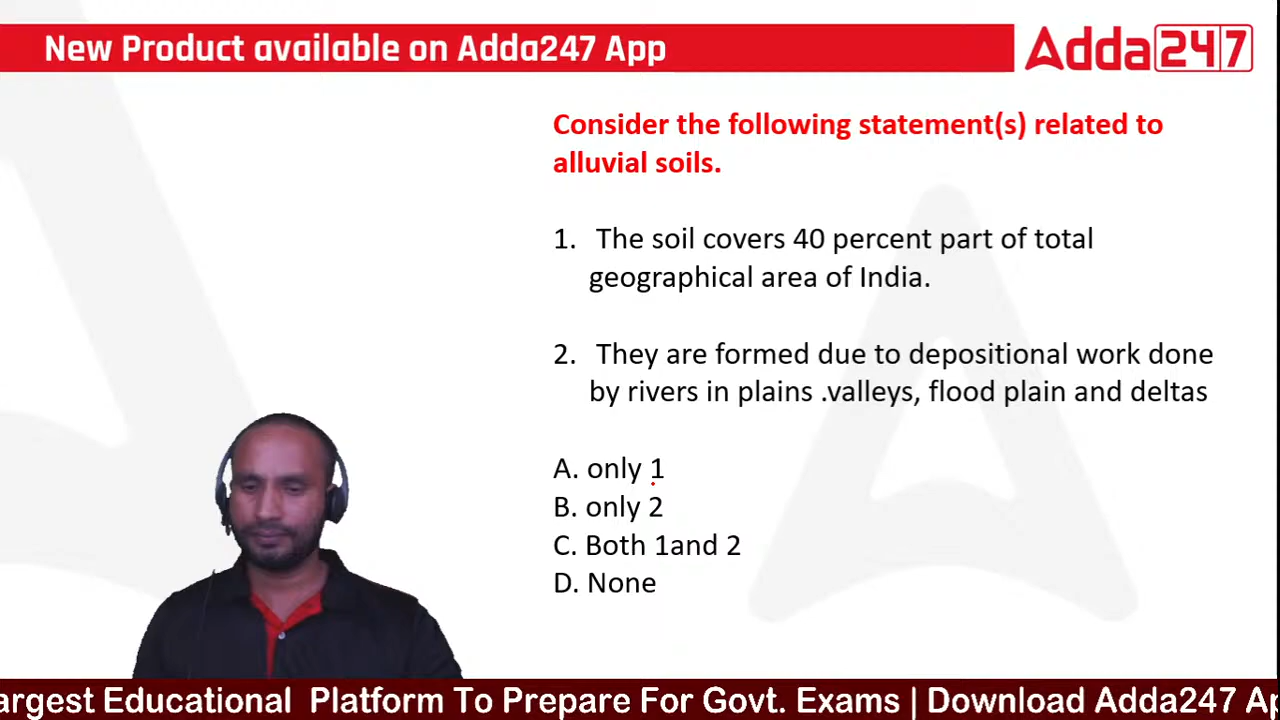 New Product available on Adda247 App
Adda247
Consider the following statement(s) related to
alluvial soils.
1. The soil covers 40 percent part of total
geographical area of India.
2. They are formed due to depositional work done
by rivers in plains .valleys, flood plain and deltas
A. only 1
B. only 2
C. Both 1and 2
D. None
argest Educational Platform To Prepare For Govt. Exams | Download Adda247 Ap